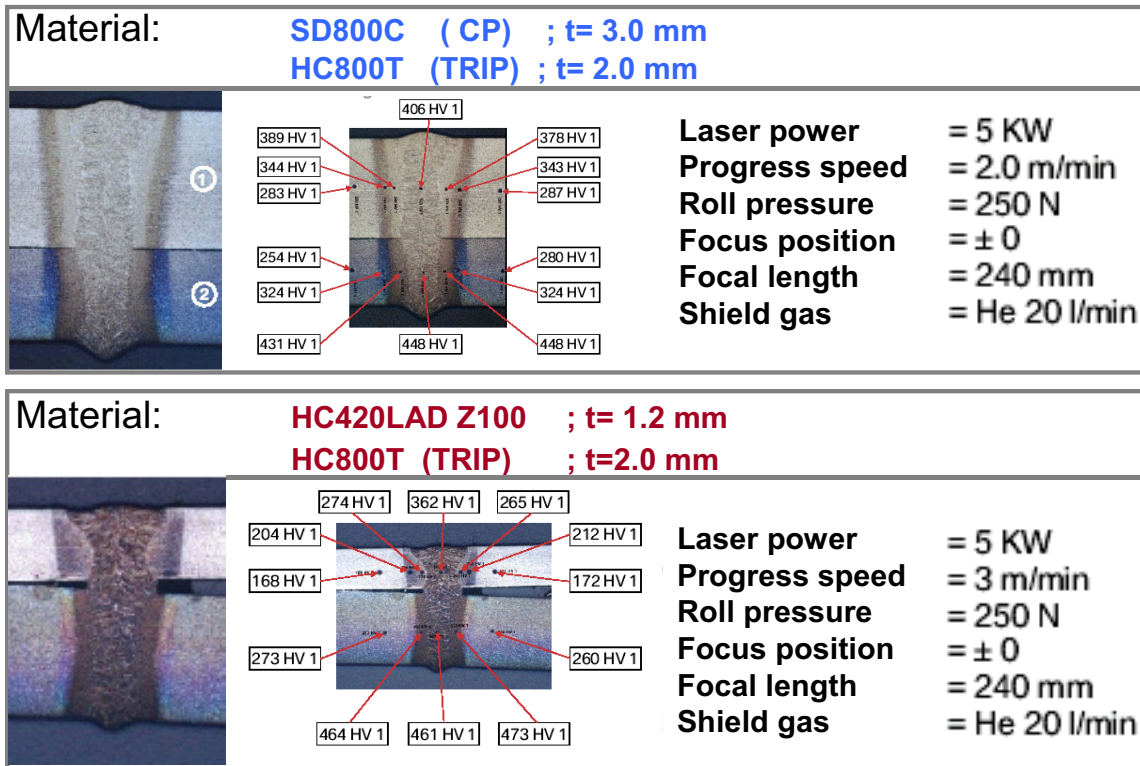 Material:
SD800C ( CP) ; t= 3.0 mm
HC800T (TRIP) ; t= 2.0 mm
406 HV 1
389 HV 1
378 HV 1
344 HV 1
343 HV 1
283 HV 1
287 HV 1
254 HV 1
280 HV 1
324 HV 1
324 HV 1
431 HV 1
448 HV 1
448 HV 1
1
2
Laser power = 5 KW
Progress speed = 2.0 m/min
Roll pressure = 250 N
Focus position = ± 0
Focal length = 240 mm
Shield gas = He 20 l/min
Material:
HC420LAD Z100 ; t= 1.2 mm
HC800T (TRIP) ; t=2.0 mm
274 HV 1
362 HV 1
265 HV 1
204 HV 1
212 HV 1
168 HV 1
172 HV 1
273 HV 1
260 HV 1
464 HV 1
461 HV 1
473 HV 1
Laser power = 5 KW
Progress speed = 3 m/min
Roll pressure = 250 N
Focus position = ± 0
Focal length = 240 mm
Shield gas = He 20 l/min